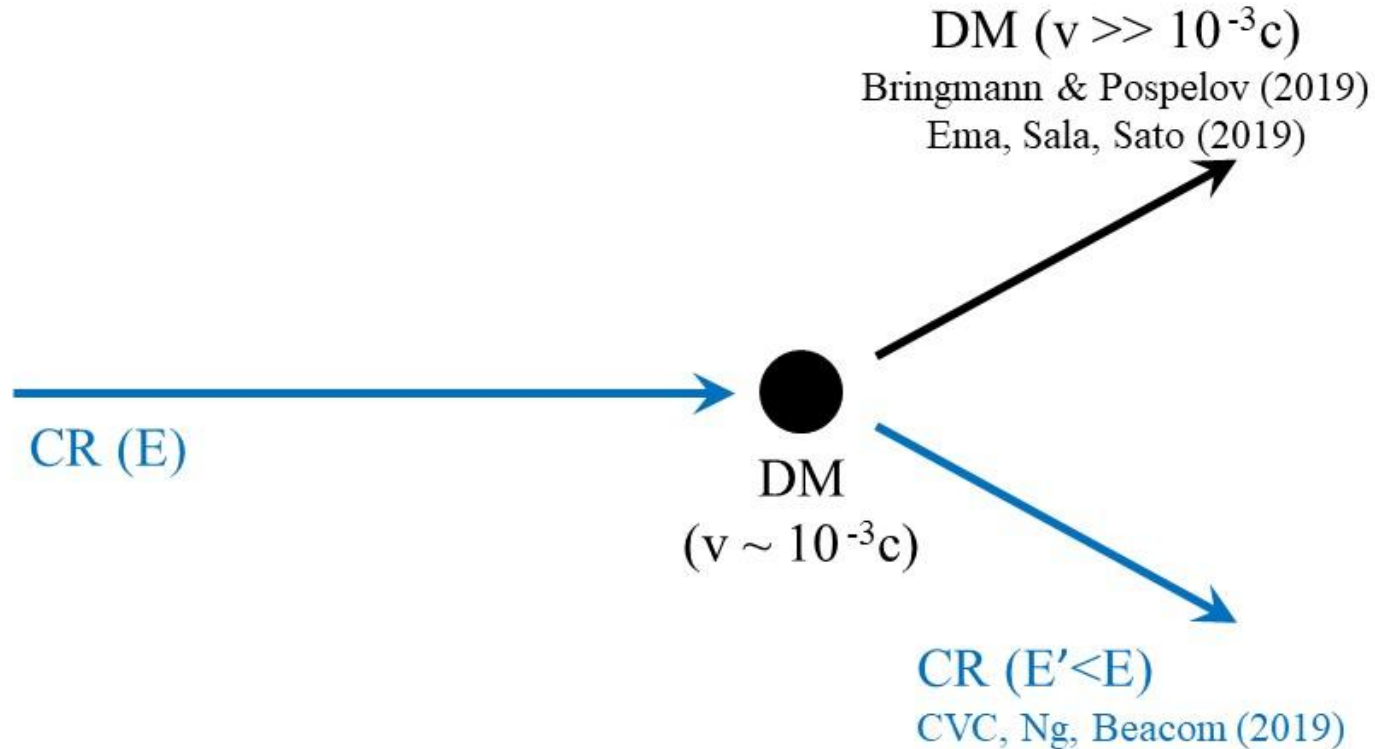 DM (v >> 10⁻³c)
Bringmann & Pospelov (2019)
Ema, Sala, Sato (2019)
CR (E)
DM
(v ~ 10⁻³c)
CR (E′<E)
CVC, Ng, Beacom (2019)